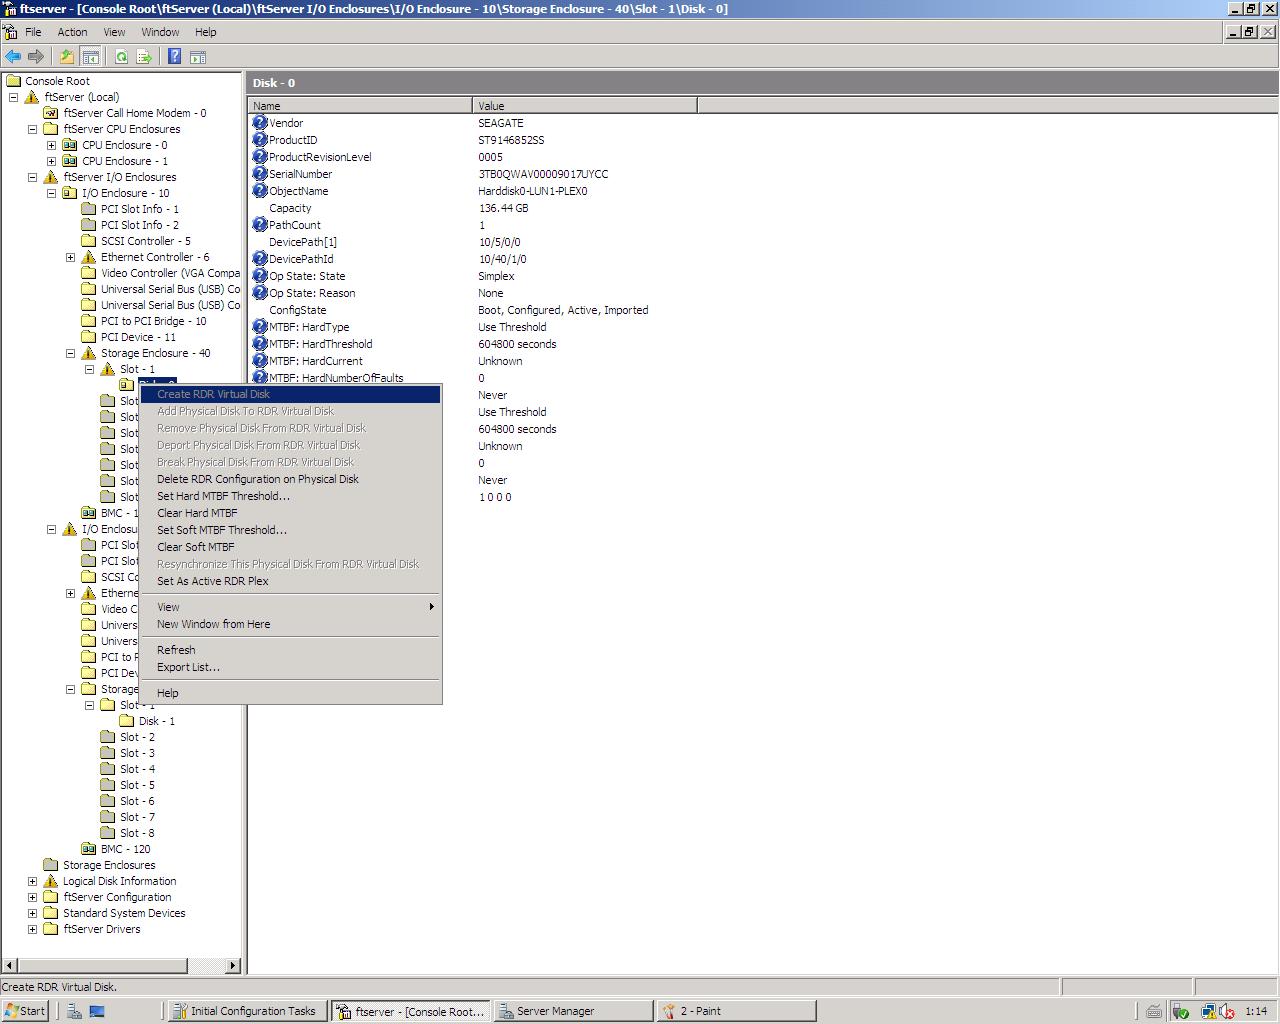 ftserver - [Console Root\ftServer (Local)\ftServer I/O Enclosures\I/O Enclosure - 10\Storage Enclosure - 40\Slot - 1\Disk - 0]
File Action View Window Help
Console Root
ftServer (Local)
ftServer Call Home Modem - 0
ftServer CPU Enclosures
CPU Enclosure - 0
CPU Enclosure - 1
ftServer I/O Enclosures
I/O Enclosure - 10
PCI Slot Info - 1
PCI Slot Info - 2
SCSI Controller - 5
Ethernet Controller - 6
Video Controller (VGA Compa
Universal Serial Bus (USB) Co
Universal Serial Bus (USB) Co
PCI to PCI Bridge - 10
PCI Device - 11
Storage Enclosure - 40
Slot - 1
Slot
Slot
Slot
Slot
Slot
Slot
Slot
BMC - 1
I/O Enclosu
PCI Slot
PCI Slot
SCSI Co
Etherne
Video C
Univers
Univers
PCI to P
PCI Dev
Storage
Slot - 1
Disk - 1
Slot - 2
Slot - 3
Slot - 4
Slot - 5
Slot - 6
Slot - 7
Slot - 8
BMC - 120
Storage Enclosures
Logical Disk Information
ftServer Configuration
Standard System Devices
ftServer Drivers
Disk - 0
Name Value
Vendor SEAGATE
ProductID ST9146852SS
ProductRevisionLevel 0005
SerialNumber 3TB0QWAV00009017UYCC
ObjectName Harddisk0-LUN1-PLEX0
Capacity 136.44 GB
PathCount 1
DevicePath[1] 10/5/0/0
DevicePathId 10/40/1/0
Op State: State Simplex
Op State: Reason None
ConfigState Boot, Configured, Active, Imported
MTBF: HardType Use Threshold
MTBF: HardThreshold 604800 seconds
MTBF: HardCurrent Unknown
MTBF: HardNumberOfFaults 0
Never
Use Threshold
604800 seconds
Unknown
0
Never
1 0 0 0
Create RDR Virtual Disk
Add Physical Disk To RDR Virtual Disk
Remove Physical Disk From RDR Virtual Disk
Deport Physical Disk From RDR Virtual Disk
Break Physical Disk From RDR Virtual Disk
Delete RDR Configuration on Physical Disk
Set Hard MTBF Threshold...
Clear Hard MTBF
Set Soft MTBF Threshold...
Clear Soft MTBF
Resynchronize This Physical Disk From RDR Virtual Disk
Set As Active RDR Plex
View
New Window from Here
Refresh
Export List...
Help
Create RDR Virtual Disk.
Start Initial Configuration Tasks ftserver - [Console Root... Server Manager 2 - Paint 1:14